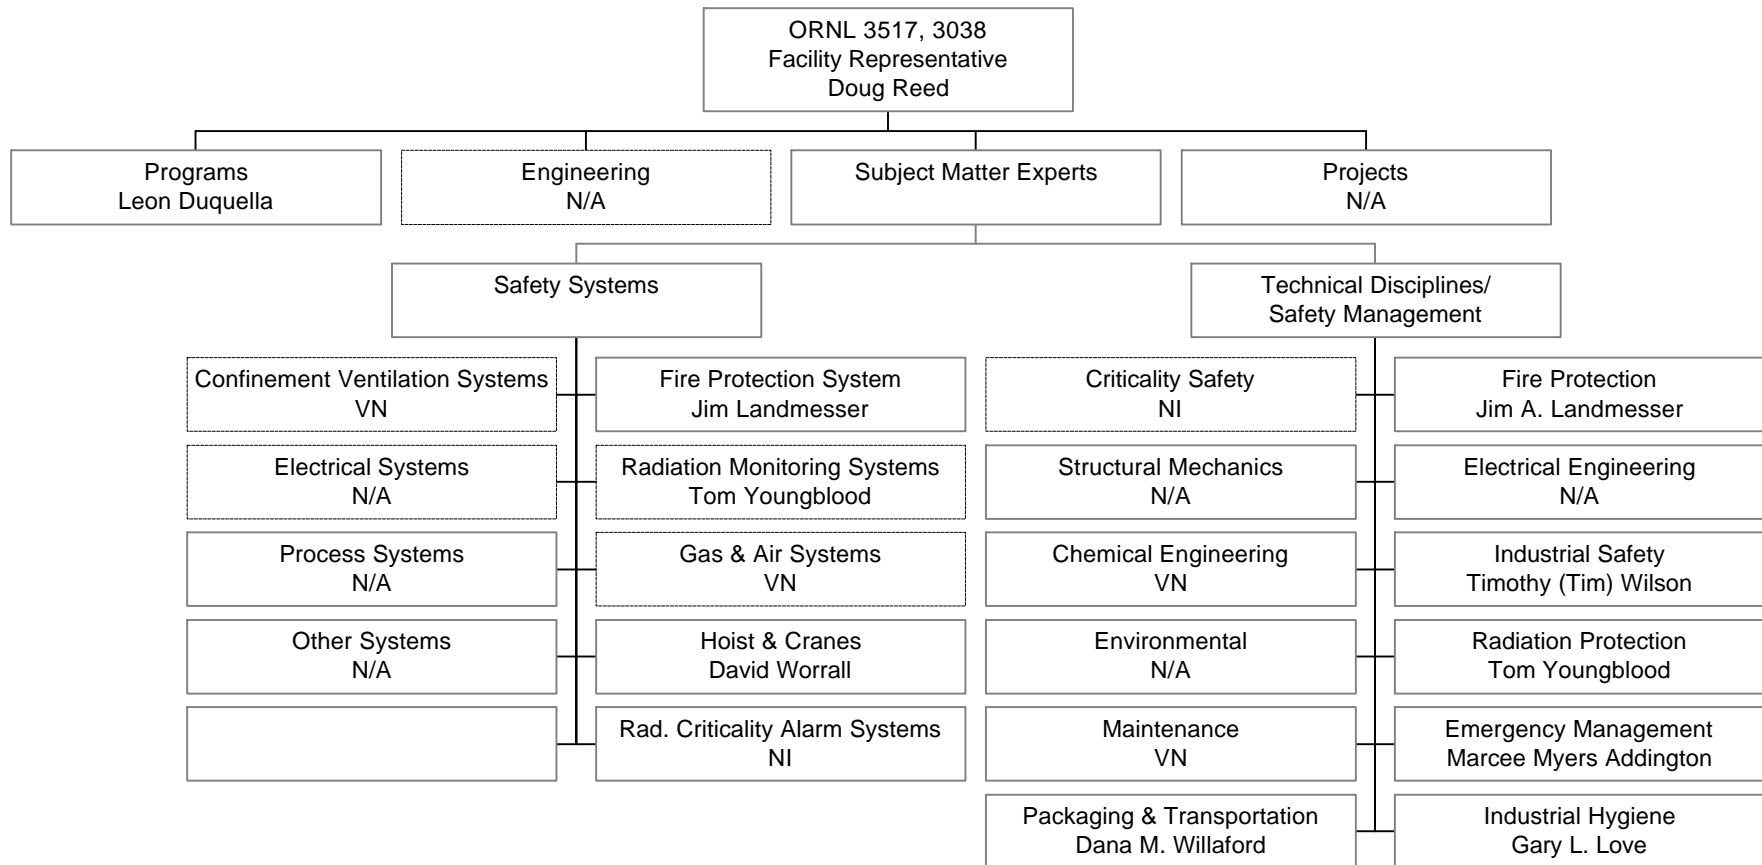 ORNL 3517, 3038
Facility Representative
Doug Reed
Programs
Leon Duquella
Engineering
N/A
Subject Matter Experts
Projects
N/A
Safety Systems
Technical Disciplines/
Safety Management
Confinement Ventilation Systems
VN
Fire Protection System
Jim Landmesser
Criticality Safety
NI
Fire Protection
Jim A. Landmesser
Electrical Systems
N/A
Radiation Monitoring Systems
Tom Youngblood
Structural Mechanics
N/A
Electrical Engineering
N/A
Process Systems
N/A
Gas & Air Systems
VN
Chemical Engineering
VN
Industrial Safety
Timothy (Tim) Wilson
Other Systems
N/A
Hoist & Cranes
David Worrall
Environmental
N/A
Radiation Protection
Tom Youngblood
Rad. Criticality Alarm Systems
NI
Maintenance
VN
Emergency Management
Marcee Myers Addington
Packaging & Transportation
Dana M. Willaford
Industrial Hygiene
Gary L. Love